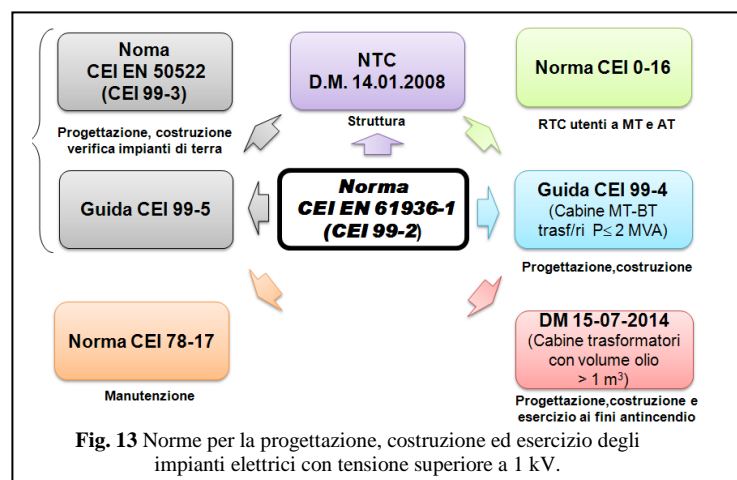 Noma
CEI EN 50522
(CEI 99-3)
Progettazione, costruzione
verifica impianti di terra
NTC
D.M. 14.01.2008
Struttura
Norma CEI 0-16
RTC utenti a MT e AT
Guida CEI 99-5
Norma
CEI EN 61936-1
(CEI 99-2)
Guida CEI 99-4
(Cabine MT-BT
trasf/ri P≤ 2 MVA)
Progettazione,costruzione
Norma CEI 78-17
Manutenzione
DM 15-07-2014
(Cabine trasformatori
con volume olio
> 1 m³)
Progettazione,costruzione e
esercizio ai fini antincendio
Fig. 13 Norme per la progettazione, costruzione ed esercizio degli
impianti elettrici con tensione superiore a 1 kV.